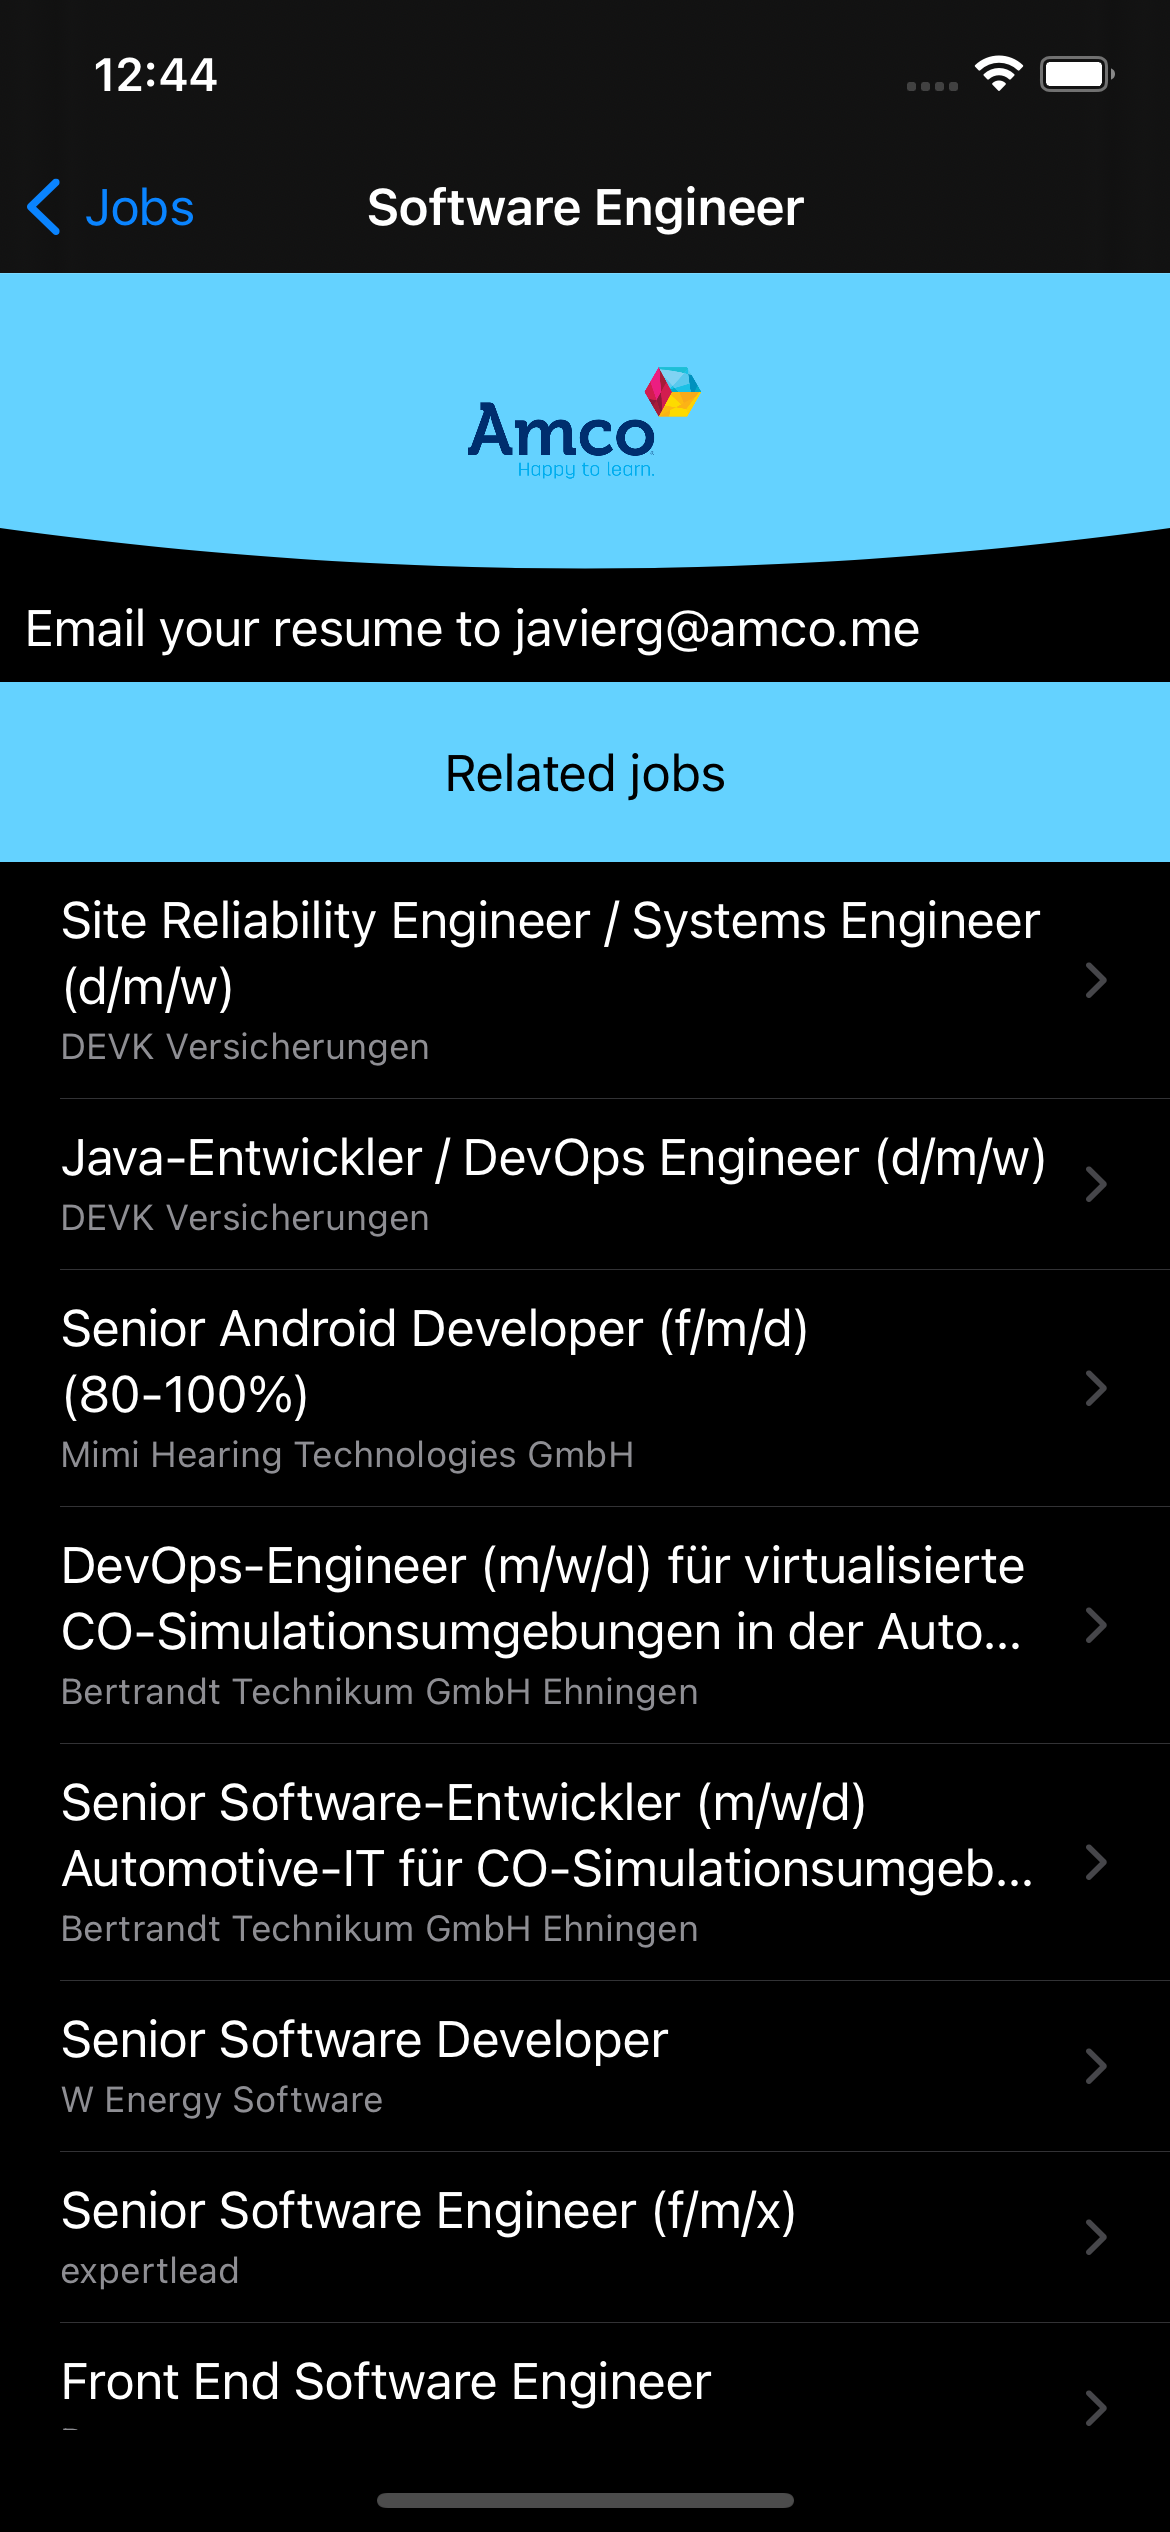 12:44
Jobs
Software Engineer
Amco
Happy to learn.
Email your resume to javierg@amco.me
Related jobs
Site Reliability Engineer / Systems Engineer
(d/m/w)
DEVK Versicherungen
Java-Entwickler / DevOps Engineer (d/m/w)
DEVK Versicherungen
Senior Android Developer (f/m/d)
(80-100%)
Mimi Hearing Technologies GmbH
DevOps-Engineer (m/w/d) für virtualisierte
CO-Simulationsumgebungen in der Auto...
Bertrandt Technikum GmbH Ehningen
Senior Software-Entwickler (m/w/d)
Automotive-IT für CO-Simulationsumgeb...
Bertrandt Technikum GmbH Ehningen
Senior Software Developer
W Energy Software
Senior Software Engineer (f/m/x)
expertlead
Front End Software Engineer